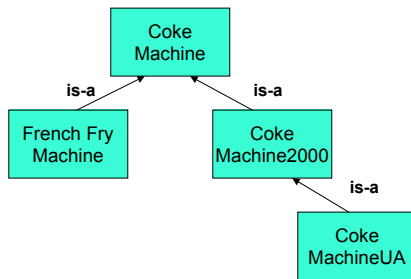 Coke
Machine
is-a
is-a
French Fry
Machine
Coke
Machine2000
is-a
Coke
MachineUA